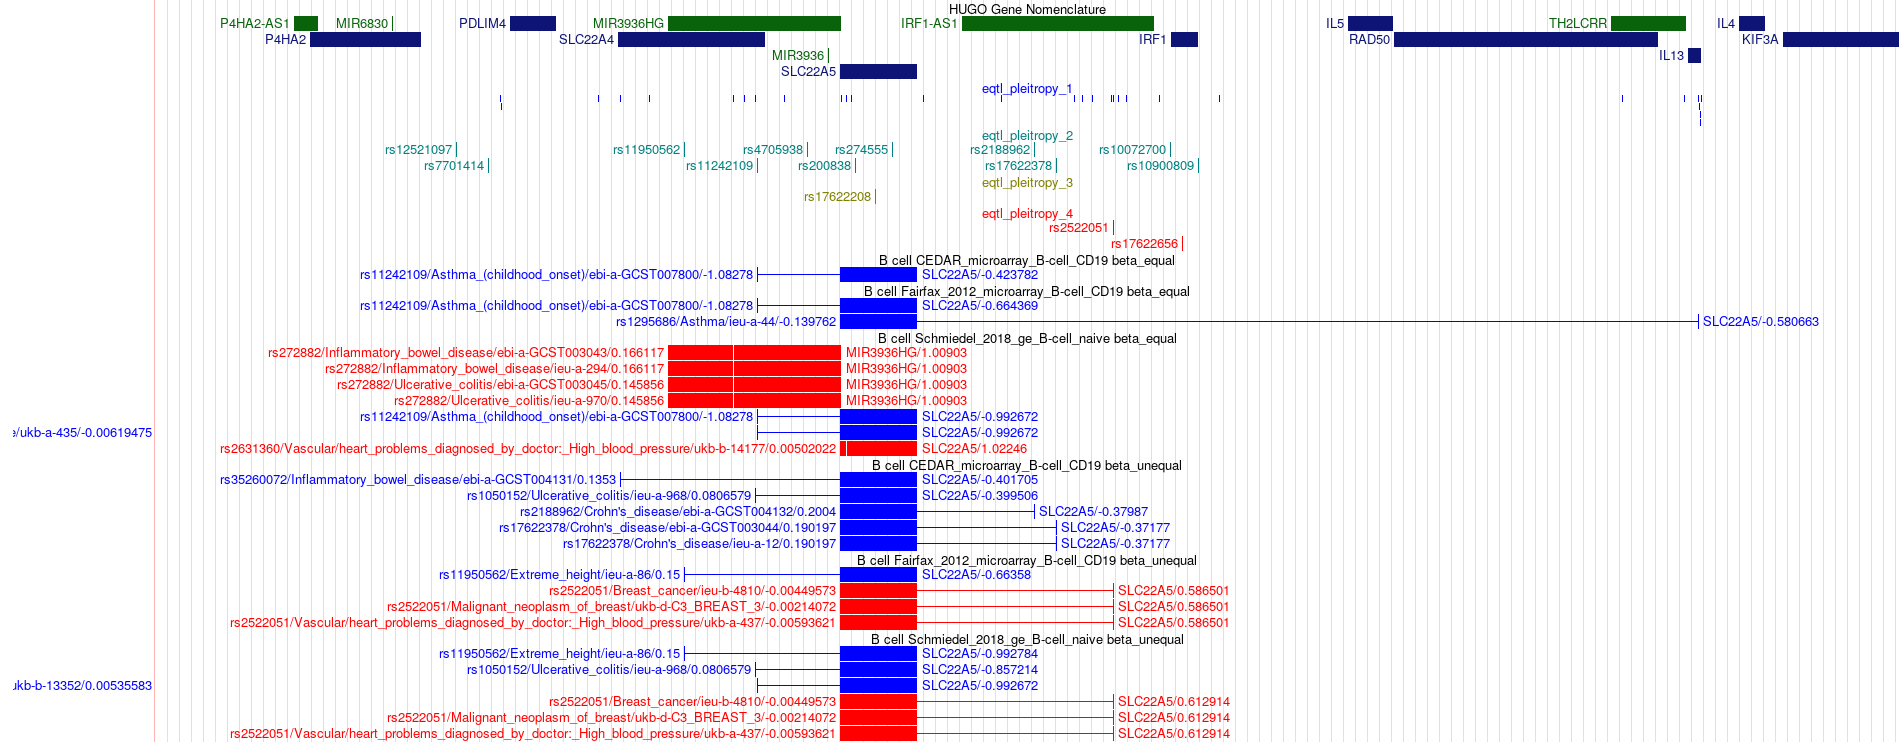 HUGO Gene Nomenclature
P4HA2-AS1 MIR6830 PDLIM4 MIR3936HG IRF1-AS1 IL5 TH2LCRR IL4
P4HA2 SLC22A4 IRF1 RAD50 KIF3A
MIR3936 IL13
SLC22A5
eqtl_pleitropy_1
eqtl_pleitropy_2
rs12521097 rs11950562 rs4705938 rs274555 rs2188962 rs10072700
rs7701414 rs11242109 rs200838 rs17622378 rs10900809
eqtl_pleitropy_3
rs17622208
eqtl_pleitropy_4
rs2522051
rs17622656
B cell CEDAR_microarray_B-cell_CD19 beta_equal
rs11242109/Asthma_(childhood_onset)/ebi-a-GCST007800/-1.08278 SLC22A5/-0.423782
B cell Fairfax_2012_microarray_B-cell_CD19 beta_equal
rs11242109/Asthma_(childhood_onset)/ebi-a-GCST007800/-1.08278 SLC22A5/-0.664369
rs1295686/Asthma/ieu-a-44/-0.139762 SLC22A5/-0.580663
B cell Schmiedel_2018_ge_B-cell_naive beta_equal
rs272882/Inflammatory_bowel_disease/ebi-a-GCST003043/0.166117 MIR3936HG/1.00903
rs272882/Inflammatory_bowel_disease/ieu-a-294/0.166117 MIR3936HG/1.00903
rs272882/Ulcerative_colitis/ebi-a-GCST003045/0.145856 MIR3936HG/1.00903
rs272882/Ulcerative_colitis/ieu-a-970/0.145856 MIR3936HG/1.00903
rs11242109/Asthma_(childhood_onset)/ebi-a-GCST007800/-1.08278 SLC22A5/-0.992672
/ukb-a-435/-0.00619475 SLC22A5/-0.992672
rs2631360/Vascular/heart_problems_diagnosed_by_doctor:_High_blood_pressure/ukb-b-14177/0.00502022 SLC22A5/1.02246
B cell CEDAR_microarray_B-cell_CD19 beta_unequal
rs35260072/Inflammatory_bowel_disease/ebi-a-GCST004131/0.1353 SLC22A5/-0.401705
rs1050152/Ulcerative_colitis/ieu-a-968/0.0806579 SLC22A5/-0.399506
rs2188962/Crohn's_disease/ebi-a-GCST004132/0.2004 SLC22A5/-0.37987
rs17622378/Crohn's_disease/ebi-a-GCST003044/0.190197 SLC22A5/-0.37177
rs17622378/Crohn's_disease/ieu-a-12/0.190197 SLC22A5/-0.37177
B cell Fairfax_2012_microarray_B-cell_CD19 beta_unequal
rs11950562/Extreme_height/ieu-a-86/0.15 SLC22A5/-0.66358
rs2522051/Breast_cancer/ieu-b-4810/-0.00449573 SLC22A5/0.586501
rs2522051/Malignant_neoplasm_of_breast/ukb-d-C3_BREAST_3/-0.00214072 SLC22A5/0.586501
rs2522051/Vascular/heart_problems_diagnosed_by_doctor:_High_blood_pressure/ukb-a-437/-0.00593621 SLC22A5/0.586501
B cell Schmiedel_2018_ge_B-cell_naive beta_unequal
rs11950562/Extreme_height/ieu-a-86/0.15 SLC22A5/-0.992784
rs1050152/Ulcerative_colitis/ieu-a-968/0.0806579 SLC22A5/-0.857214
ukb-b-13352/0.00535583 SLC22A5/-0.992672
rs2522051/Breast_cancer/ieu-b-4810/-0.00449573 SLC22A5/0.612914
rs2522051/Malignant_neoplasm_of_breast/ukb-d-C3_BREAST_3/-0.00214072 SLC22A5/0.612914
rs2522051/Vascular/heart_problems_diagnosed_by_doctor:_High_blood_pressure/ukb-a-437/-0.00593621 SLC22A5/0.612914